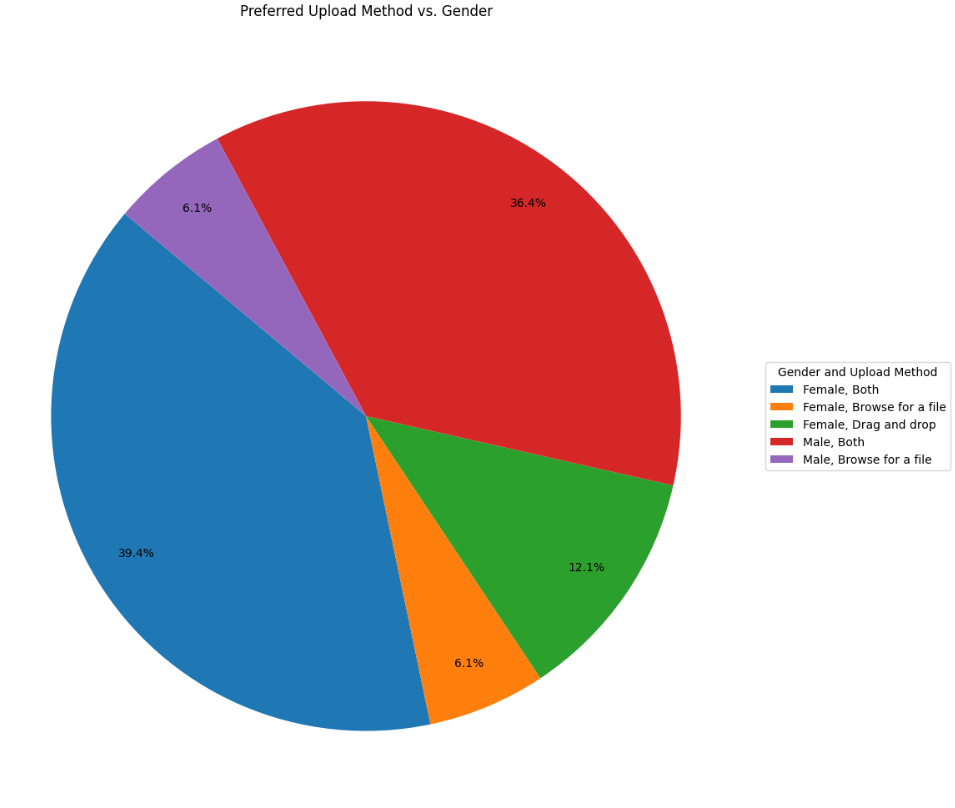 Preferred Upload Method vs. Gender
36.4%
6.1%
Gender and Upload Method
Female, Both
Female, Browse for a file
Female, Drag and drop
Male, Both
Male, Browse for a file
39.4%
12.1%
6.1%